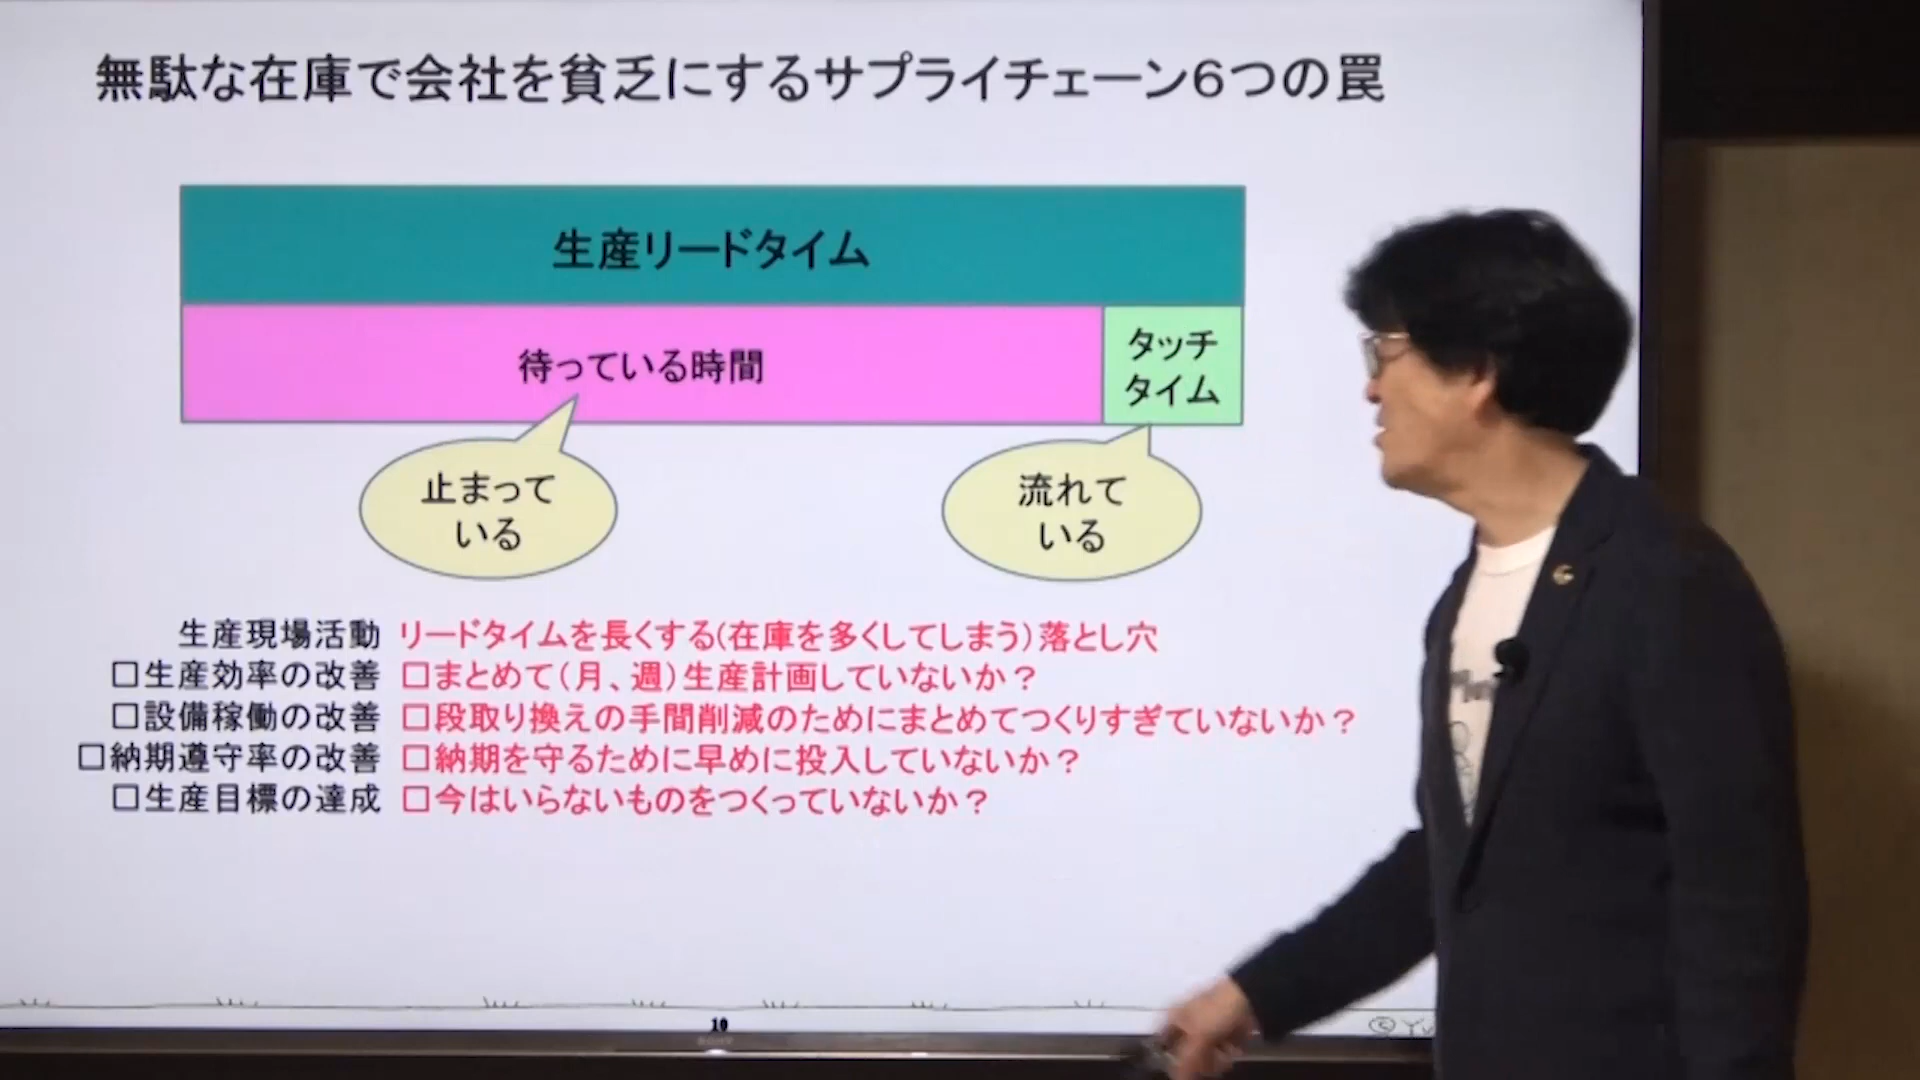 無駄な在庫で会社を貧乏にするサプライチェーン6つの罠
生産リードタイム
待っている時間
タッチ
タイム
止まって
いる
流れて
いる
生産現場活動 リードタイムを長くする(在庫を多くしてしまう)落とし穴
□生産効率の改善 □まとめて(月、週)生産計画していないか?
□設備稼働の改善 □段取り換えの手間削減のためにまとめてつくりすぎていないか?
□納期遵守率の改善 □納期を守るために早めに投入していないか?
□生産目標の達成 □今はいらないものをつくっていないか?
10
SONY
© Yu